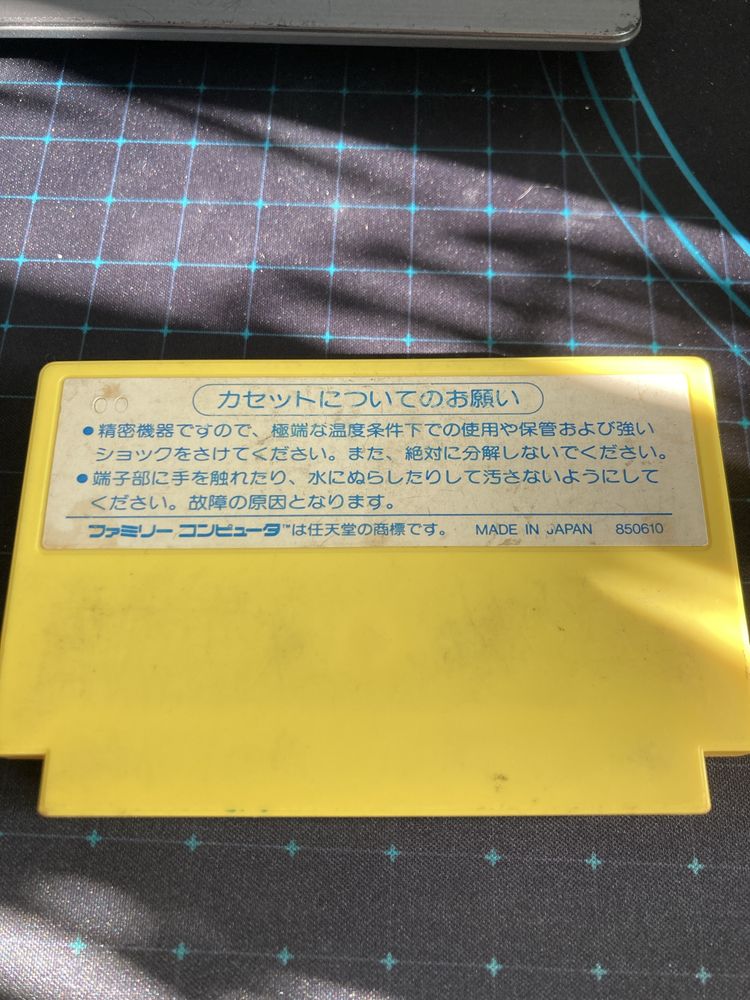 カセットについてのお願い
●精密機器ですので、極端な温度条件下での使用や保管および強い
ショックをさけてください。また、絶対に分解しないでください。
●端子部に手を触れたり、水にぬらしたりして汚さないようにして
ください。故障の原因となります。
ファミリーコンピュータ™は任天堂の商標です。 MADE IN JAPAN 850610